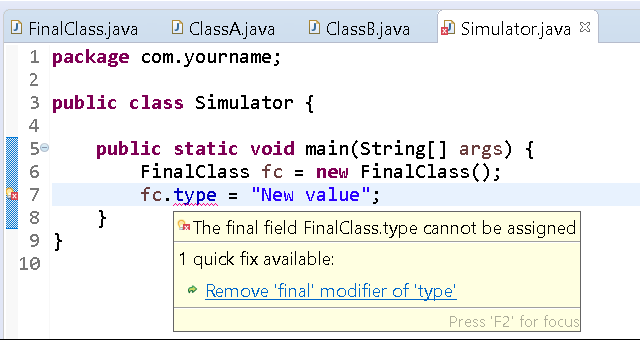 FinalClass.java ClassA.java ClassB.java Simulator.java
1 package com.yourname;
2
3 public class Simulator {
4
5 public static void main(String[] args) {
6 FinalClass fc = new FinalClass();
7 fc.type = "New value";
8 }
9 }
10
The final field FinalClass.type cannot be assigned
1 quick fix available:
Remove 'final' modifier of 'type'
Press 'F2' for focus